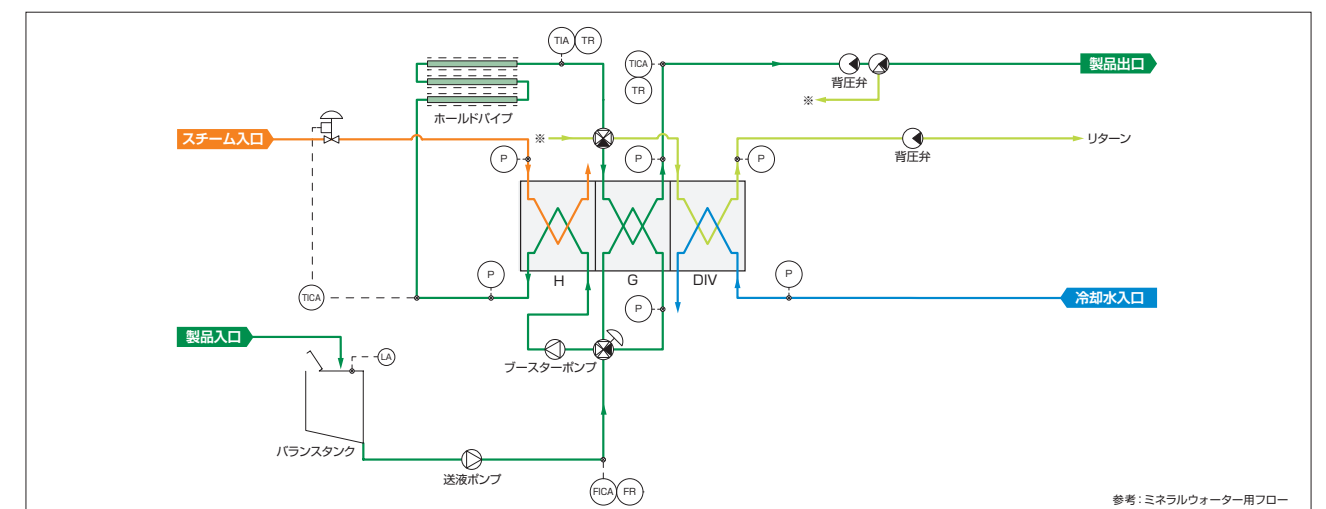 TIA TR
TICA
TR
背圧弁
製品出口
※
ホールドパイプ
スチーム入口
※
P
P
P
背圧弁
リターン
H
G
DIV
P
P
P
TICA
冷却水入口
製品入口
LA
ブースターポンプ
バランスタンク
送液ポンプ
FICA FR
参考：ミネラルウォーター用フロー